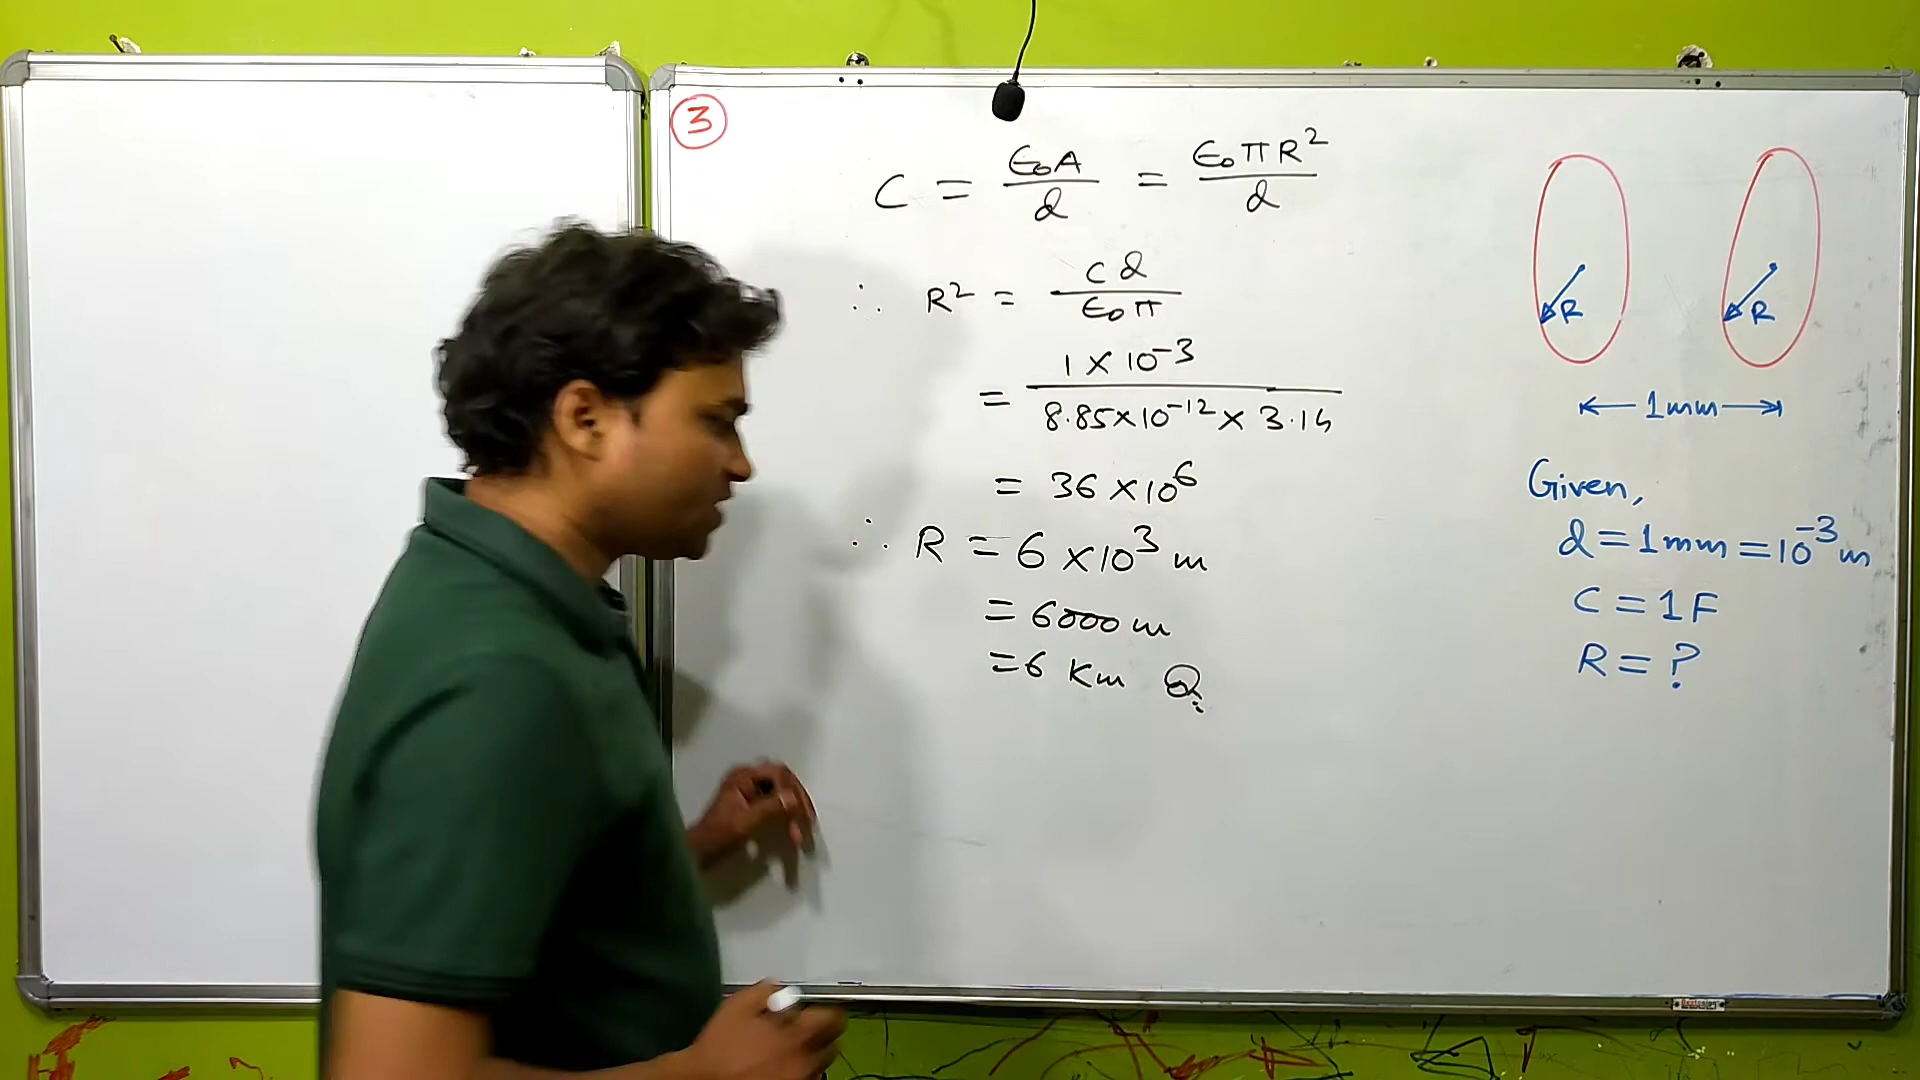 3
C = ϵ₀A/d = ϵ₀πR²/d
∴ R² = cd/ϵ₀π
= 1 × 10⁻³/8.85×10⁻¹² × 3.14
= 36 × 10⁶
∴ R = 6 × 10³ m
= 6000 m
= 6 Km
R
R
1mm
Given,
d = 1mm = 10⁻³ m
C = 1F
R = ?